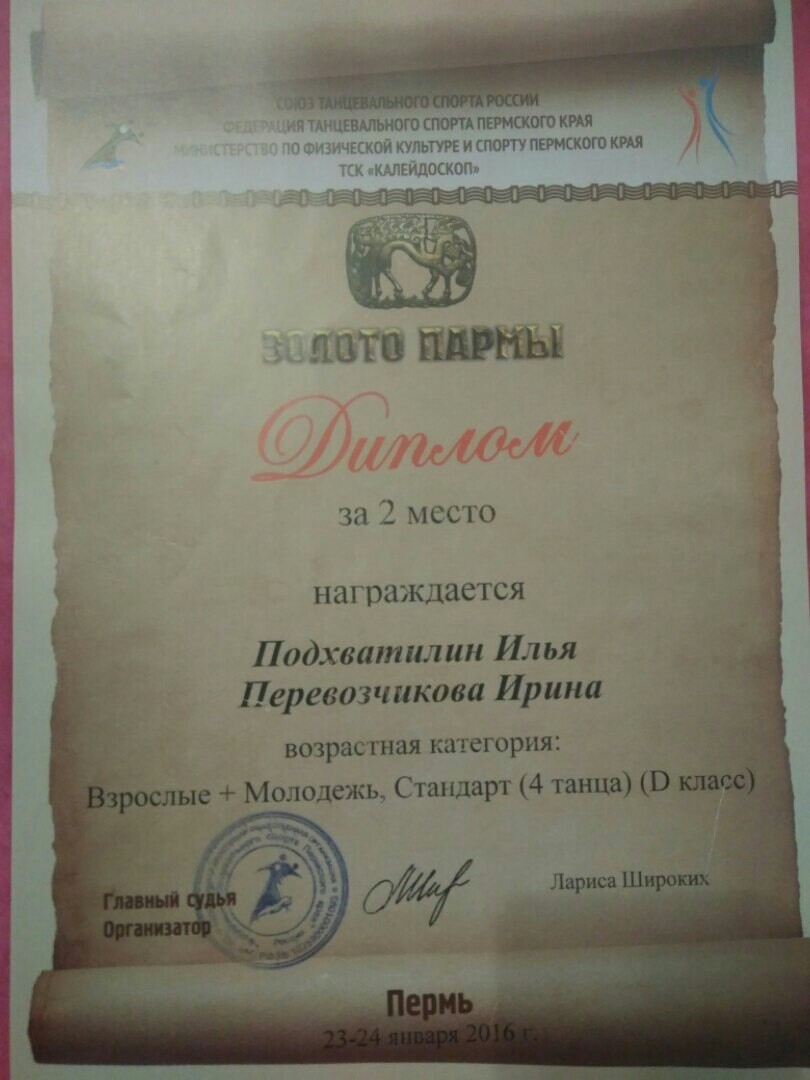 СОЮЗ ТАНЦЕВАЛЬНОГО СПОРТА РОССИИ
ФЕДЕРАЦИЯ ТАНЦЕВАЛЬНОГО СПОРТА ПЕРМСКОГО КРАЯ
МИНИСТЕРСТВО ПО ФИЗИЧЕСКОЙ КУЛЬТУРЕ И СПОРТУ ПЕРМСКОГО КРАЯ
ТСК «КАЛЕЙДОСКОП»
ЗОЛОТО ПАРМЫ
Диплом
за 2 место
награждается
Подхватилин Илья
Перевозчикова Ирина
возрастная категория:
Взрослые + Молодежь, Стандарт (4 танца) (D класс)
Главный судья
Организатор
Лариса Широких
Пермь
23-24 января 2016 г.